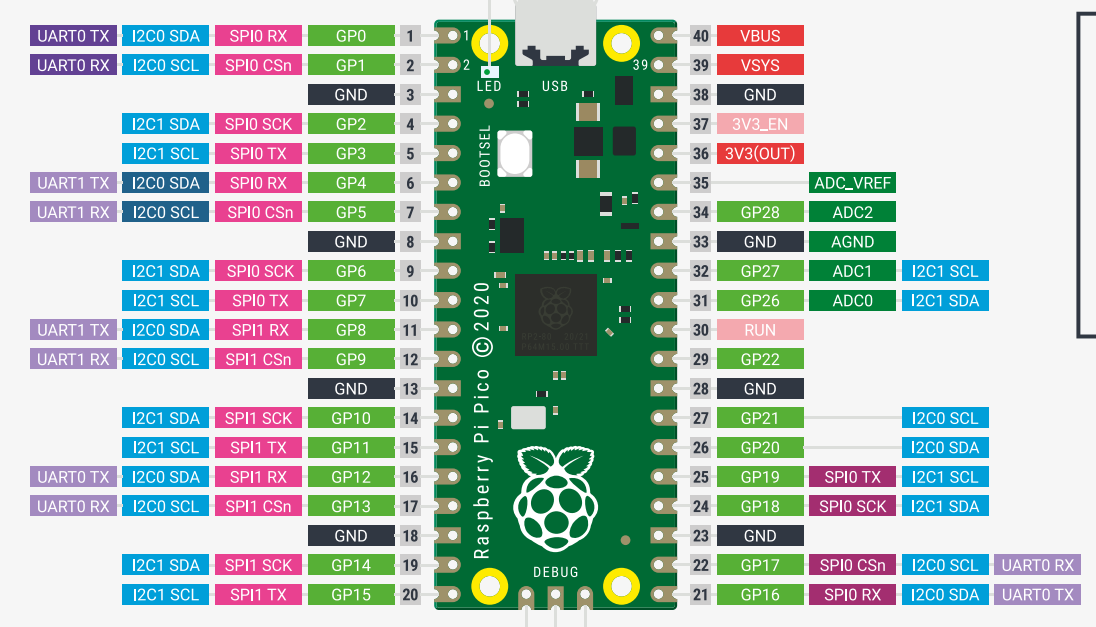 UART0 TX I2C0 SDA SPI0 RX GP0 1 1 40 VBUS
UART0 RX I2C0 SCL SPI0 CSn GP1 2 2 39 39 VSYS
LED USB
GND 3 38 GND
I2C1 SDA SPI0 SCK GP2 4 37 3V3_EN
I2C1 SCL SPI0 TX GP3 5 BOOTSEL 36 3V3(OUT)
UART1 TX I2C0 SDA SPI0 RX GP4 6 35 ADC_VREF
UART1 RX I2C0 SCL SPI0 CSn GP5 7 34 GP28 ADC2
GND 8 33 GND AGND
I2C1 SDA SPI0 SCK GP6 9 32 GP27 ADC1 I2C1 SCL
I2C1 SCL SPI0 TX GP7 10 31 GP26 ADC0 I2C1 SDA
UART1 TX I2C0 SDA SPI1 RX GP8 11 30 RUN
UART1 RX I2C0 SCL SPI1 CSn GP9 12 29 GP22
GND 13 28 GND
I2C1 SDA SPI1 SCK GP10 14 27 GP21 I2C0 SCL
I2C1 SCL SPI1 TX GP11 15 26 GP20 I2C0 SDA
UART0 TX I2C0 SDA SPI1 RX GP12 16 25 GP19 SPI0 TX I2C1 SCL
UART0 RX I2C0 SCL SPI1 CSn GP13 17 24 GP18 SPI0 SCK I2C1 SDA
GND 18 23 GND
Raspberry Pi Pico © 2020
I2C1 SDA SPI1 SCK GP14 19 22 GP17 SPI0 CSn I2C0 SCL UART0 RX
DEBUG
I2C1 SCL SPI1 TX GP15 20 21 GP16 SPI0 RX I2C0 SDA UART0 TX